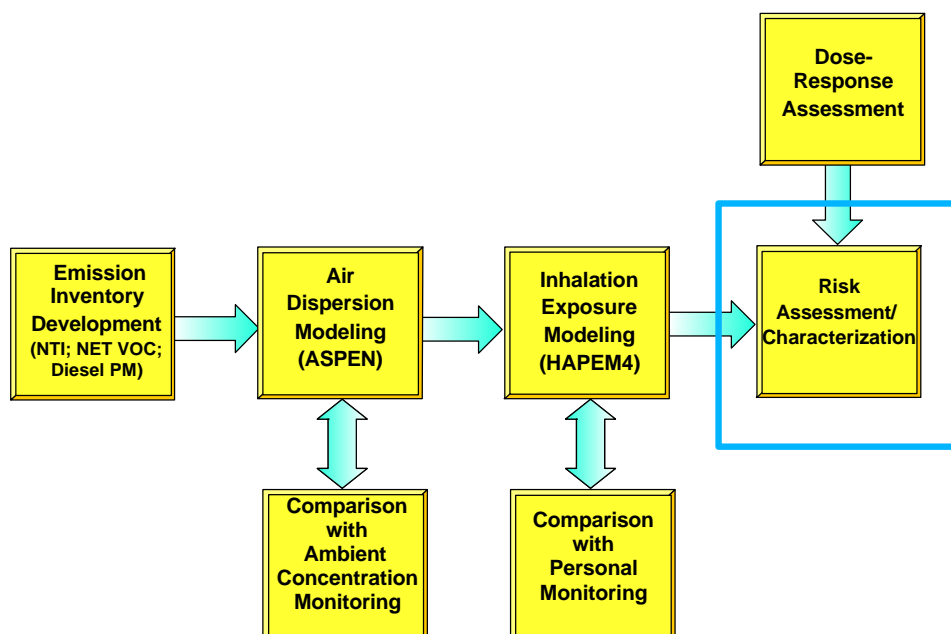 Dose-
Response
Assessment
Emission
Inventory
Development
(NTI; NET VOC;
Diesel PM)
Air
Dispersion
Modeling
(ASPEN)
Inhalation
Exposure
Modeling
(HAPEM4)
Risk
Assessment/
Characterization
Comparison
with
Ambient
Concentration
Monitoring
Comparison
with
Personal
Monitoring